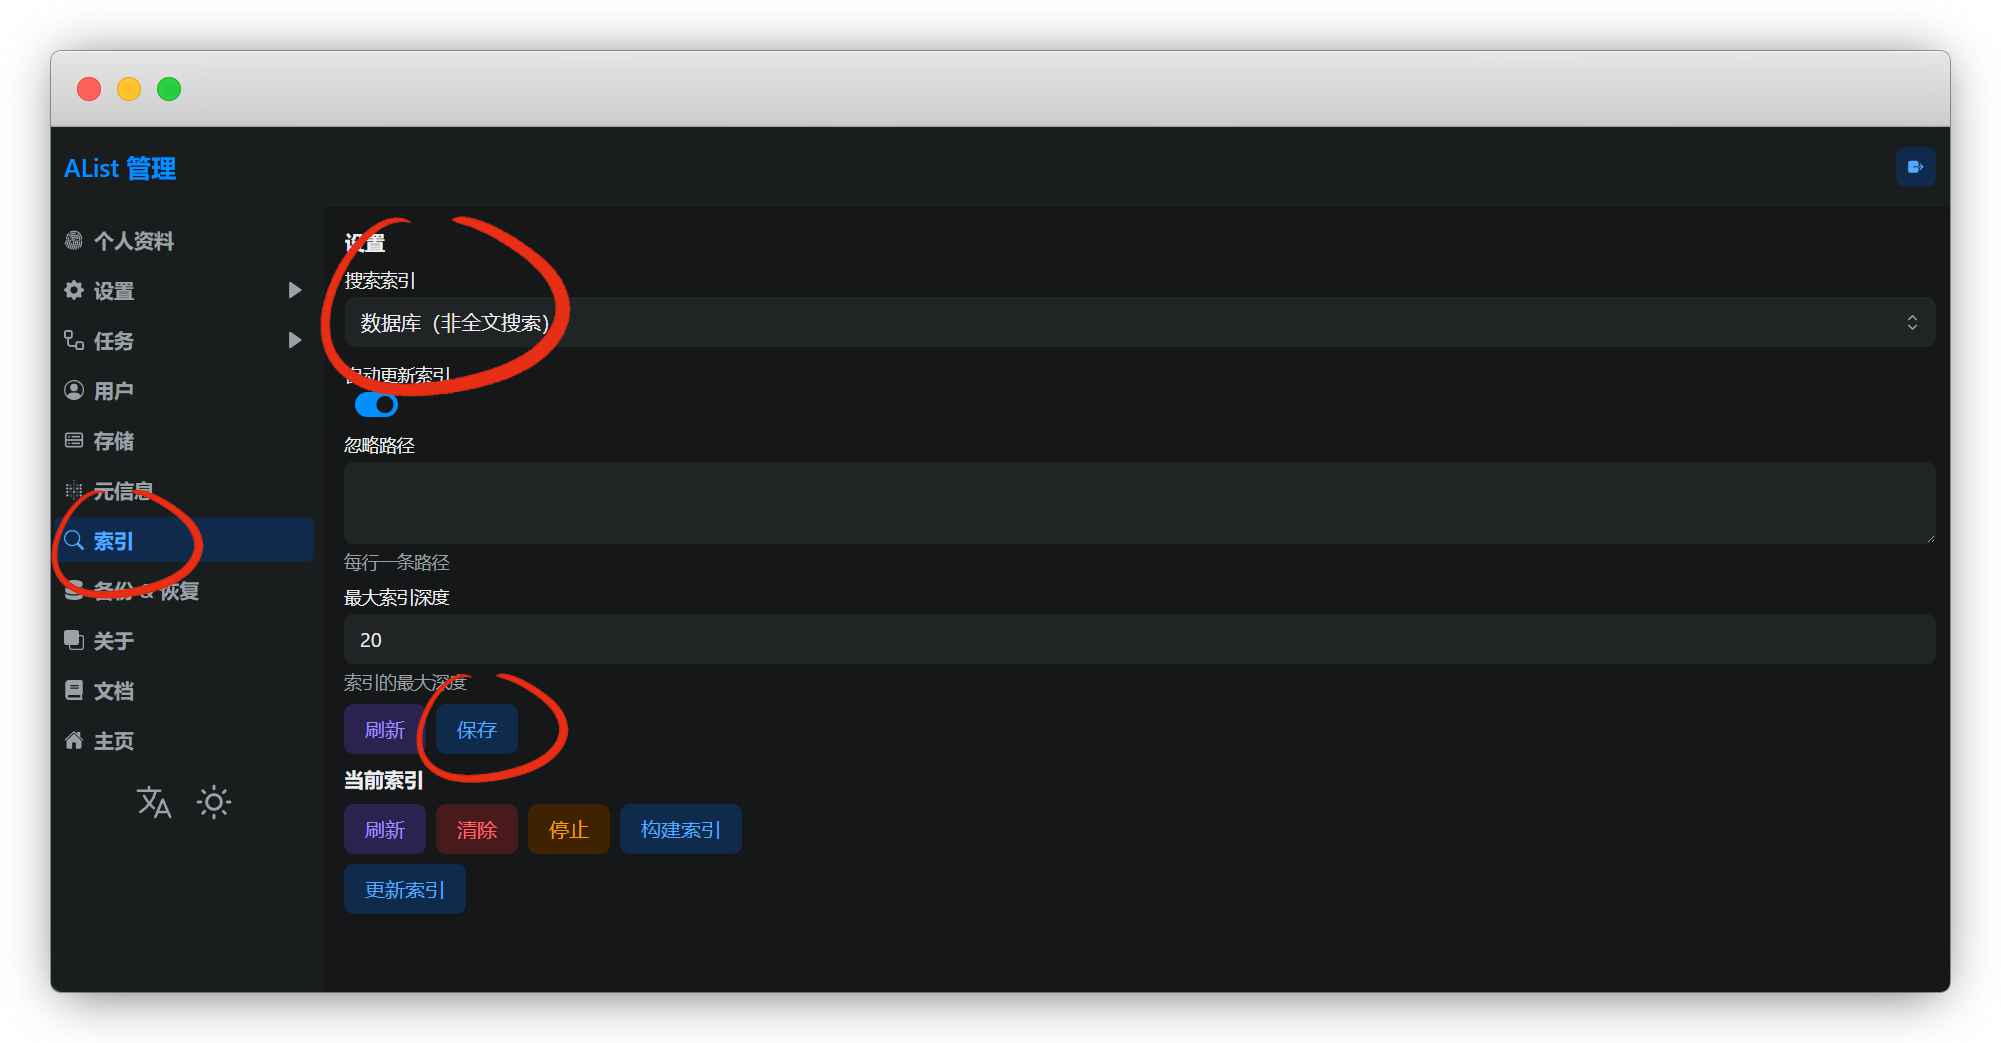 AList 管理
个人资料
设置
任务
用户
存储
元信息
索引
备份 & 恢复
关于
文档
主页
设置
搜索索引
数据库（非全文搜索）
自动更新索引
忽略路径
每行一条路径
最大索引深度
20
索引的最大深度
刷新 保存
当前索引
刷新 清除 停止 构建索引
更新索引